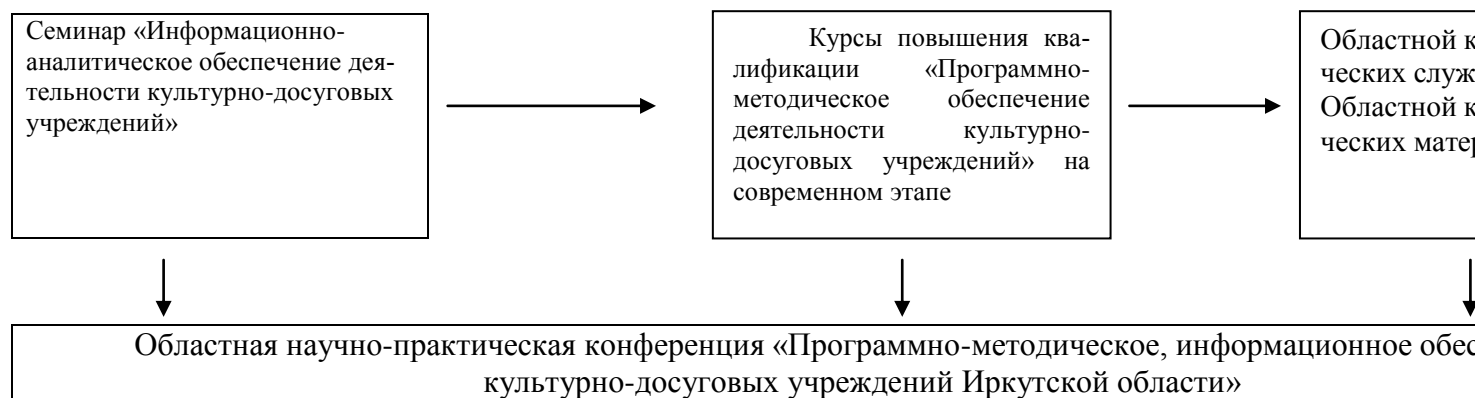 Семинар «Информационно-
аналитическое обеспечение дея-
тельности культурно-досуговых
учреждений»
Курсы повышения ква-
лификации «Программно-
методическое обеспечение
деятельности культурно-
досуговых учреждений» на
современном этапе
Областной к
ческих служ
Областной к
ческих матер
Областная научно-практическая конференция «Программно-методическое, информационное обес
культурно-досуговых учреждений Иркутской области»